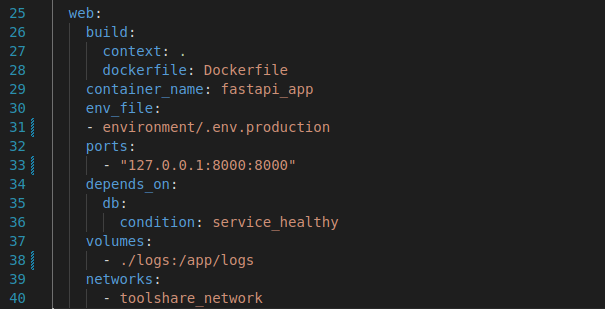 25 web:
26 build:
27 context: .
28 dockerfile: Dockerfile
29 container_name: fastapi_app
30 env_file:
31 - environment/.env.production
32 ports:
33 - "127.0.0.1:8000:8000"
34 depends_on:
35 db:
36 condition: service_healthy
37 volumes:
38 - ./logs:/app/logs
39 networks:
40 - toolshare_network